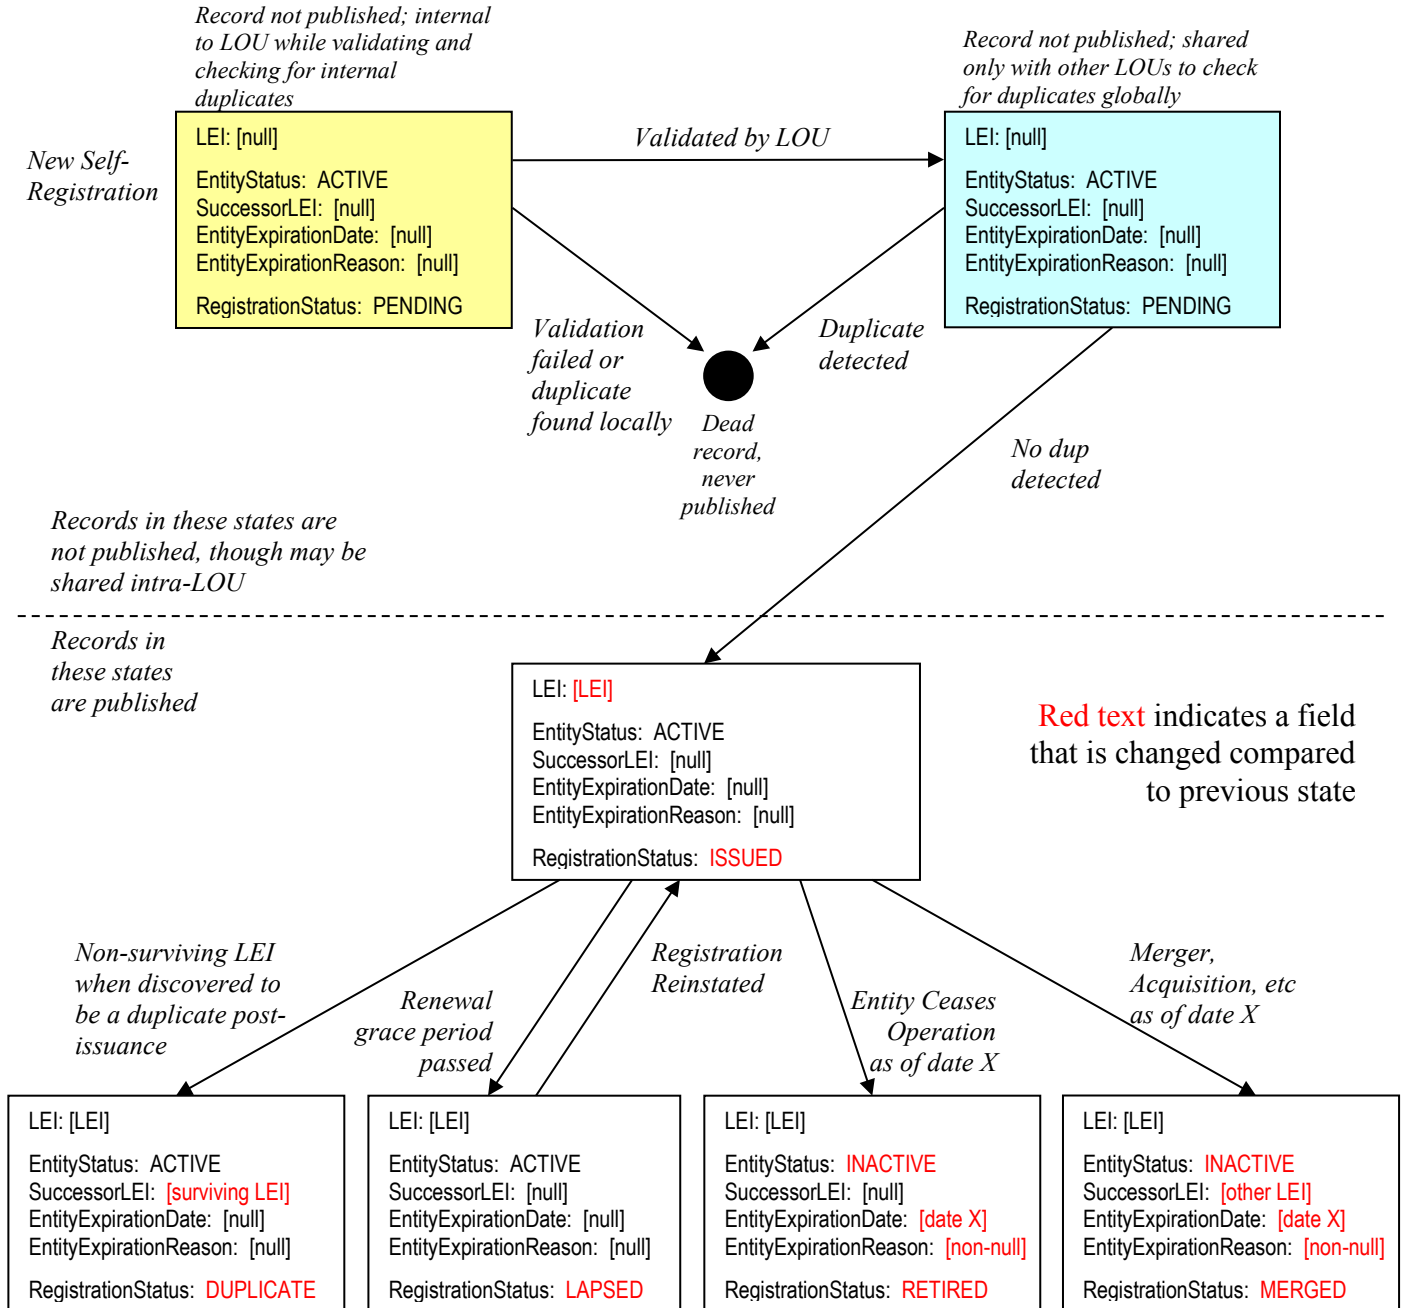 Record not published; internal
to LOU while validating and
checking for internal
duplicates
Record not published; shared
only with other LOUs to check
for duplicates globally
New Self-
Registration
LEI: [null]
EntityStatus: ACTIVE
SuccessorLEI: [null]
EntityExpirationDate: [null]
EntityExpirationReason: [null]
RegistrationStatus: PENDING
Validated by LOU
LEI: [null]
EntityStatus: ACTIVE
SuccessorLEI: [null]
EntityExpirationDate: [null]
EntityExpirationReason: [null]
RegistrationStatus: PENDING
Validation
failed or
duplicate
found locally
Duplicate
detected
Dead
record,
never
published
No dup
detected
Records in these states are
not published, though may be
shared intra-LOU
Records in
these states
are published
LEI: [LEI]
EntityStatus: ACTIVE
SuccessorLEI: [null]
EntityExpirationDate: [null]
EntityExpirationReason: [null]
RegistrationStatus: ISSUED
Red text indicates a field
that is changed compared
to previous state
Non-surviving LEI
when discovered to
be a duplicate post-
issuance
Renewal
grace period
passed
Registration
Reinstated
Entity Ceases
Operation
as of date X
Merger,
Acquisition, etc
as of date X
LEI: [LEI]
EntityStatus: ACTIVE
SuccessorLEI: [surviving LEI]
EntityExpirationDate: [null]
EntityExpirationReason: [null]
RegistrationStatus: DUPLICATE
LEI: [LEI]
EntityStatus: ACTIVE
SuccessorLEI: [null]
EntityExpirationDate: [null]
EntityExpirationReason: [null]
RegistrationStatus: LAPSED
LEI: [LEI]
EntityStatus: INACTIVE
SuccessorLEI: [null]
EntityExpirationDate: [date X]
EntityExpirationReason: [non-null]
RegistrationStatus: RETIRED
LEI: [LEI]
EntityStatus: INACTIVE
SuccessorLEI: [other LEI]
EntityExpirationDate: [date X]
EntityExpirationReason: [non-null]
RegistrationStatus: MERGED